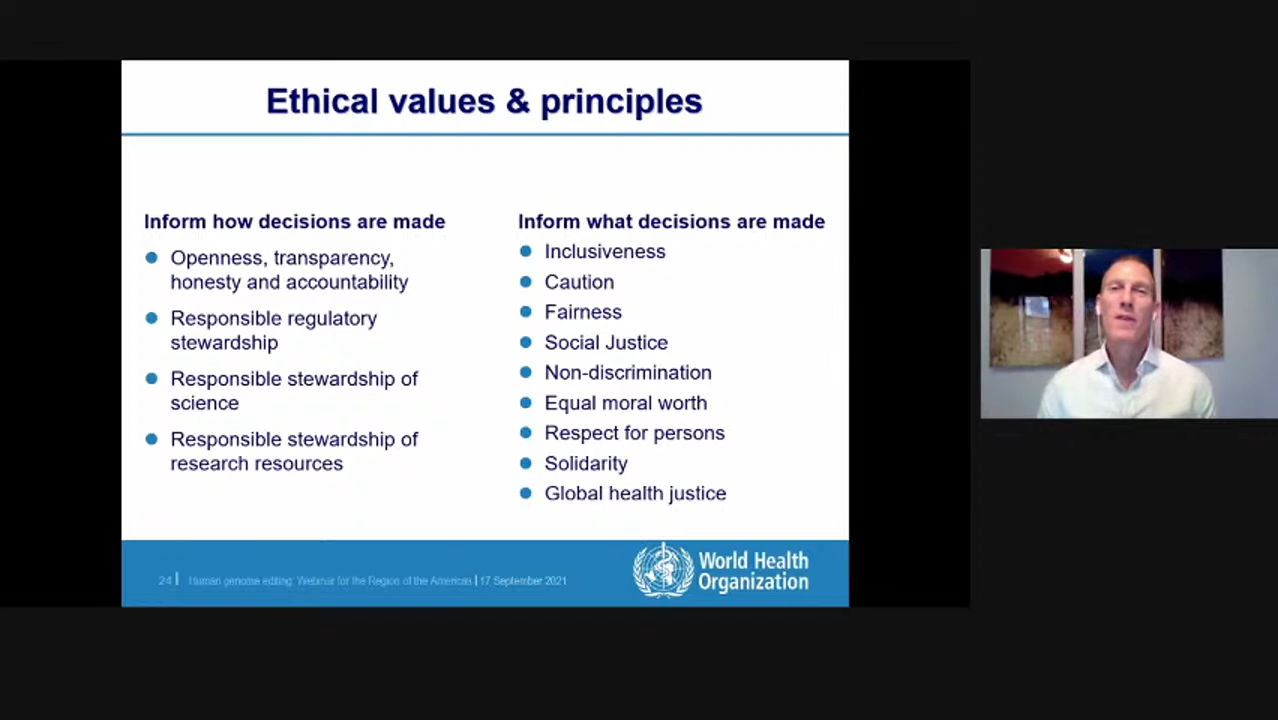 Ethical values & principles
Inform how decisions are made
Openness, transparency,
honesty and accountability
Responsible regulatory
stewardship
Responsible stewardship of
science
Responsible stewardship of
research resources
Inform what decisions are made
Inclusiveness
Caution
Fairness
Social Justice
Non-discrimination
Equal moral worth
Respect for persons
Solidarity
Global health justice
24 | Human genome editing: Webinar for the Region of the Americas | 17 September 2021
World Health
Organization